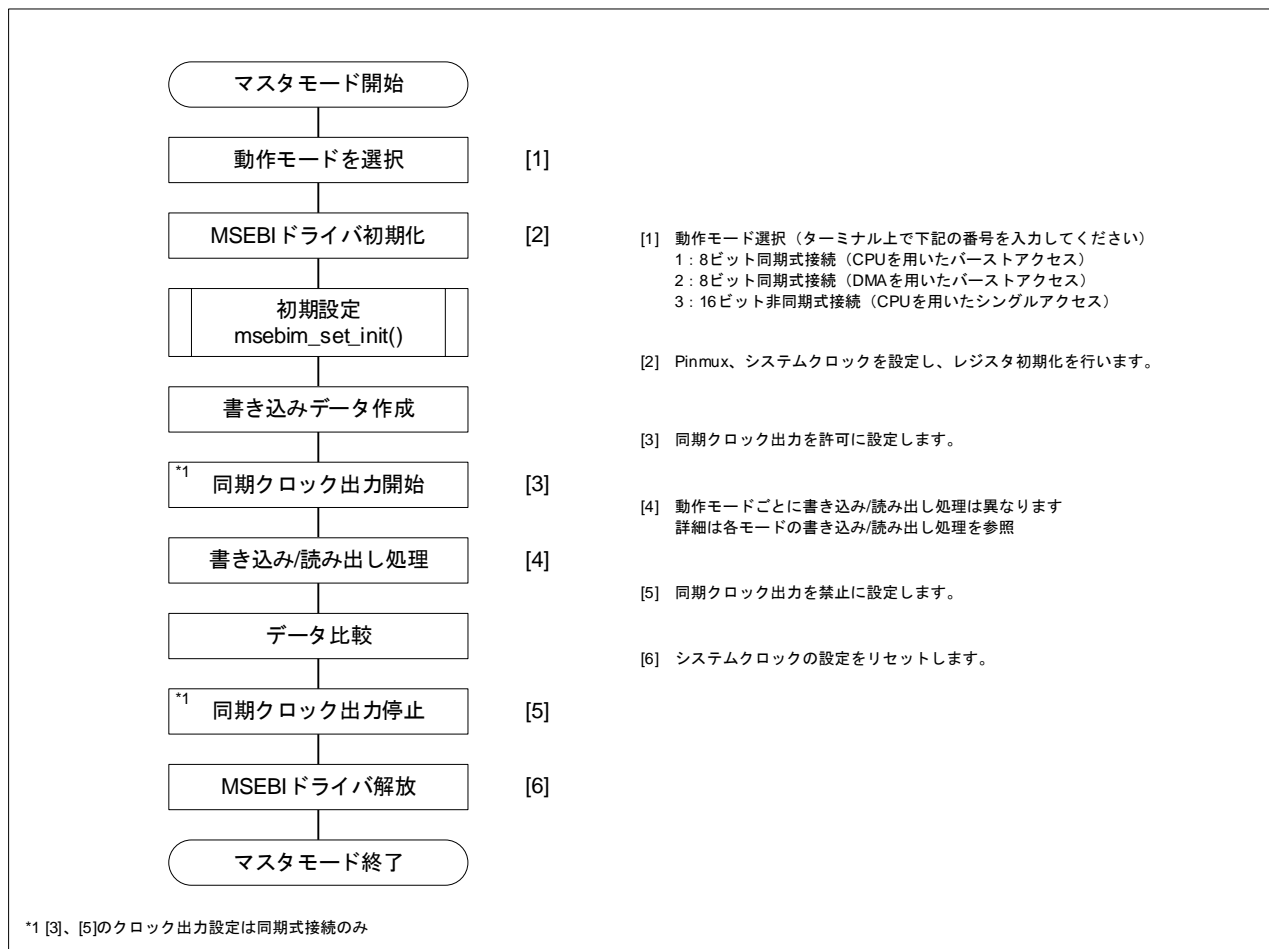 マスタモード開始
動作モードを選択 [1]
MSEBIドライバ初期化 [2]
初期設定
msebim_set_init()
書き込みデータ作成
*1 同期クロック出力開始 [3]
書き込み/読み出し処理 [4]
データ比較
*1 同期クロック出力停止 [5]
MSEBIドライバ解放 [6]
マスタモード終了
[1] 動作モード選択（ターミナル上で下記の番号を入力してください）
1：8ビット同期式接続（CPUを用いたバーストアクセス）
2：8ビット同期式接続（DMAを用いたバーストアクセス）
3：16ビット非同期式接続（CPUを用いたシングルアクセス）
[2] Pinmux、システムクロックを設定し、レジスタ初期化を行います。
[3] 同期クロック出力を許可に設定します。
[4] 動作モードごとに書き込み/読み出し処理は異なります
詳細は各モードの書き込み/読み出し処理を参照
[5] 同期クロック出力を禁止に設定します。
[6] システムクロックの設定をリセットします。
*1 [3]、[5]のクロック出力設定は同期式接続のみ